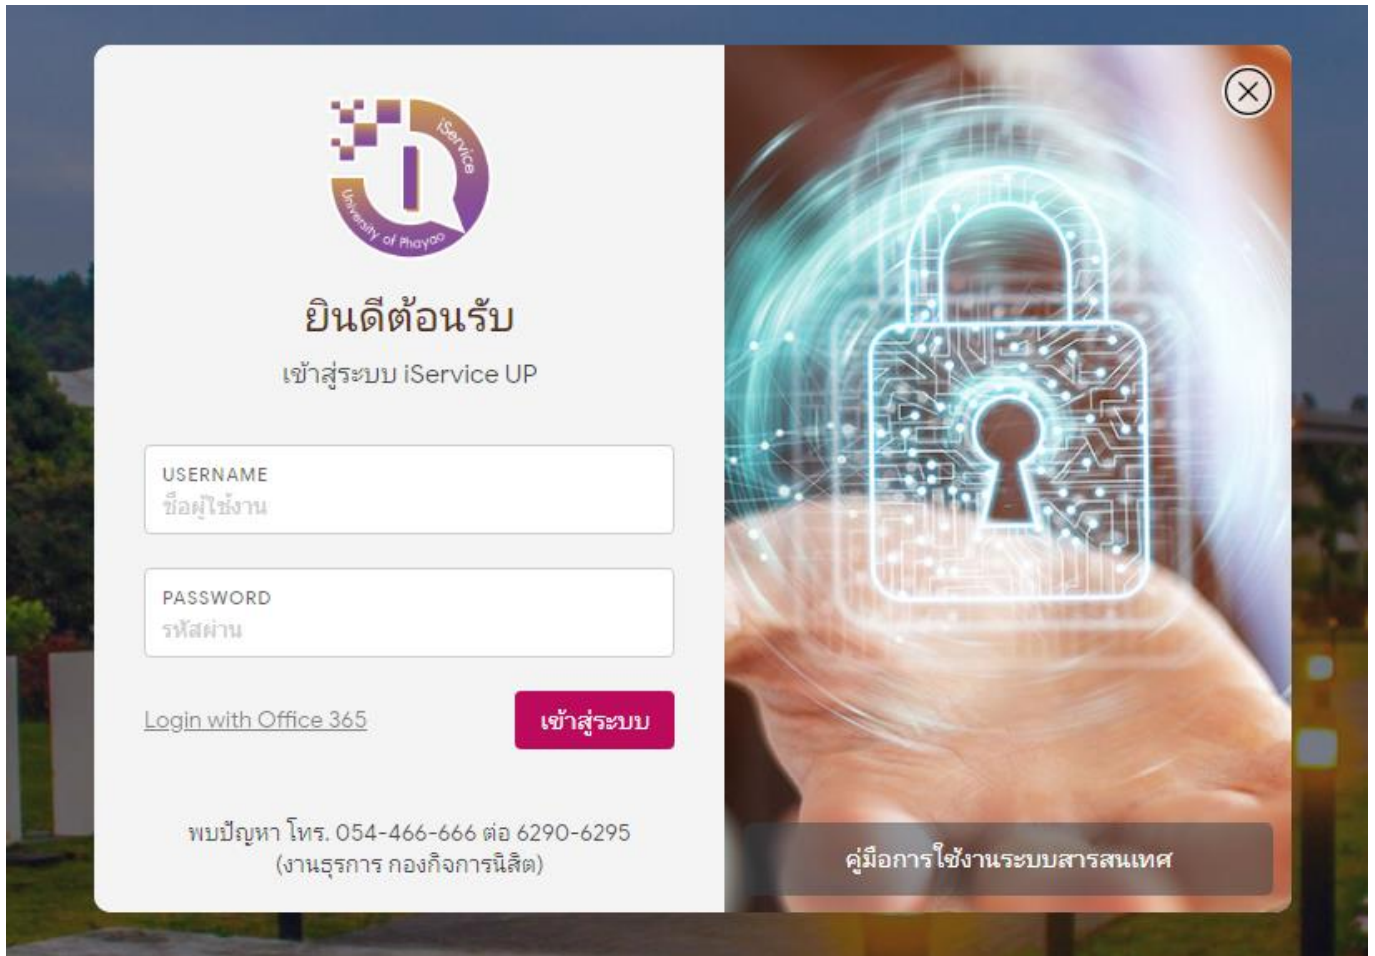 iService
University of Phayao
ยินดีต้อนรับ
เข้าสู่ระบบ iService UP
USERNAME
ชื่อผู้ใช้งาน
PASSWORD
รหัสผ่าน
Login with Office 365
เข้าสู่ระบบ
พบปัญหา โทร. 054-466-666 ต่อ 6290-6295
(งานธุรการ กองกิจการนิสิต)
คู่มือการใช้งานระบบสารสนเทศ